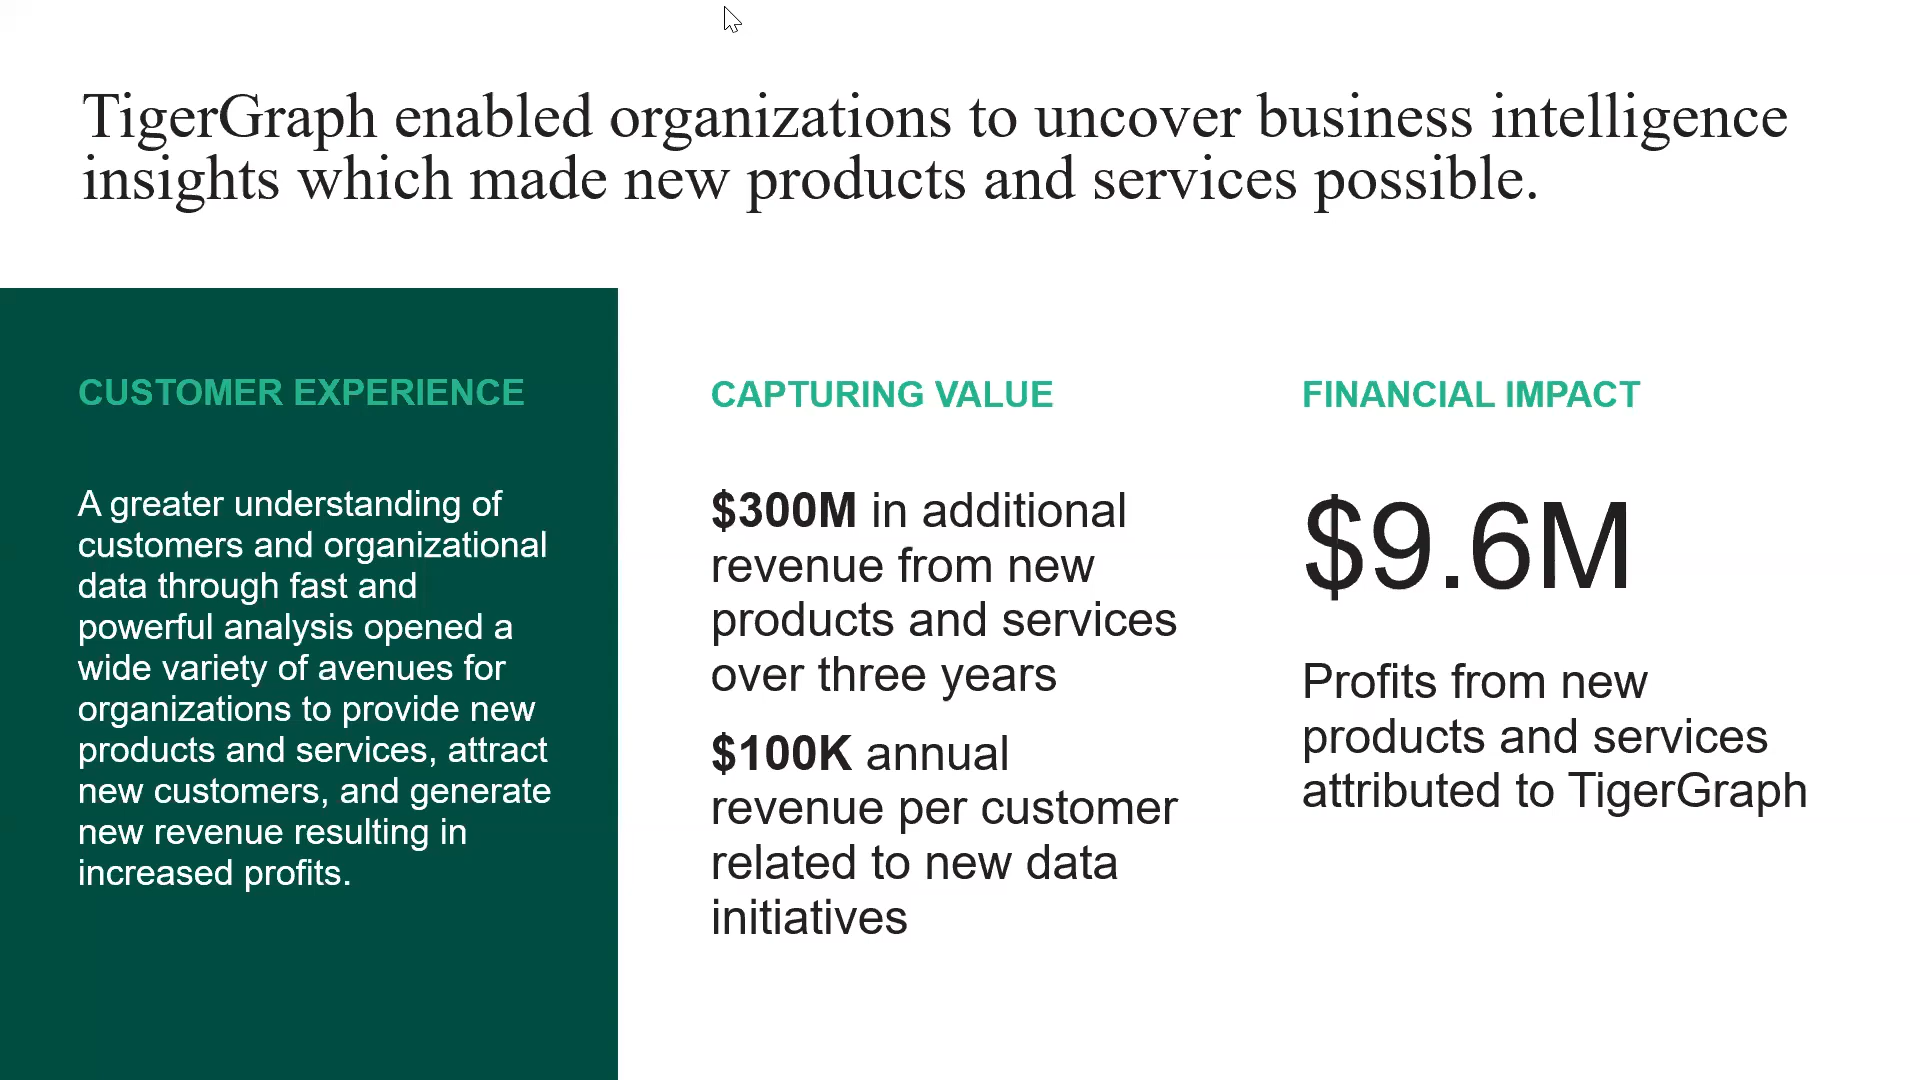 TigerGraph enabled organizations to uncover business intelligence
insights which made new products and services possible.
CUSTOMER EXPERIENCE
A greater understanding of
customers and organizational
data through fast and
powerful analysis opened a
wide variety of avenues for
organizations to provide new
products and services, attract
new customers, and generate
new revenue resulting in
increased profits.
CAPTURING VALUE
$300M in additional
revenue from new
products and services
over three years
$100K annual
revenue per customer
related to new data
initiatives
FINANCIAL IMPACT
$9.6M
Profits from new
products and services
attributed to TigerGraph